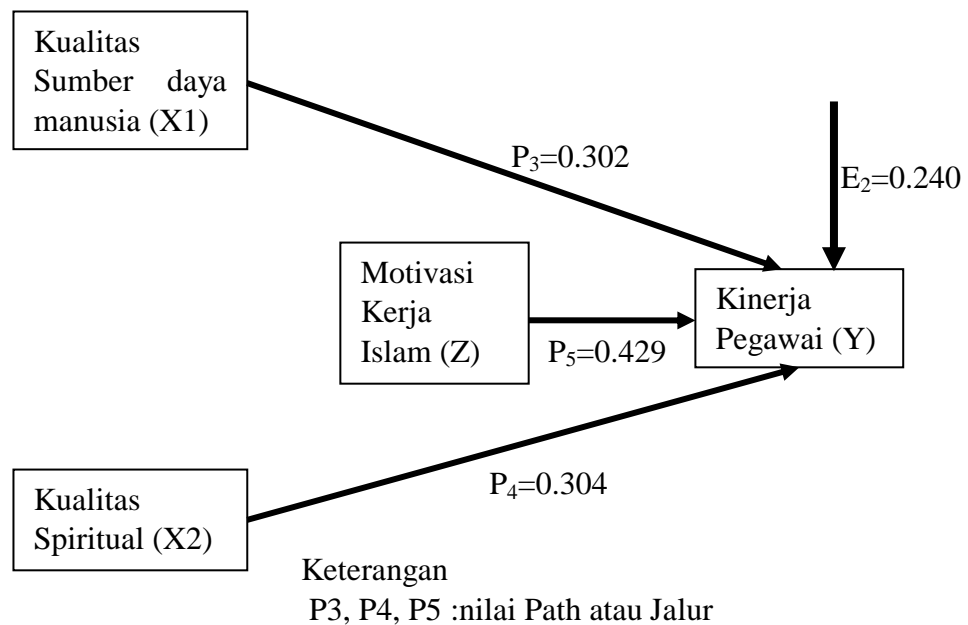 Kualitas
Sumber daya
manusia (X1)
P3=0.302
E2=0.240
Motivasi
Kerja
Islam (Z)
P5=0.429
Kinerja
Pegawai (Y)
P4=0.304
Kualitas
Spiritual (X2)
Keterangan
P3, P4, P5 :nilai Path atau Jalur